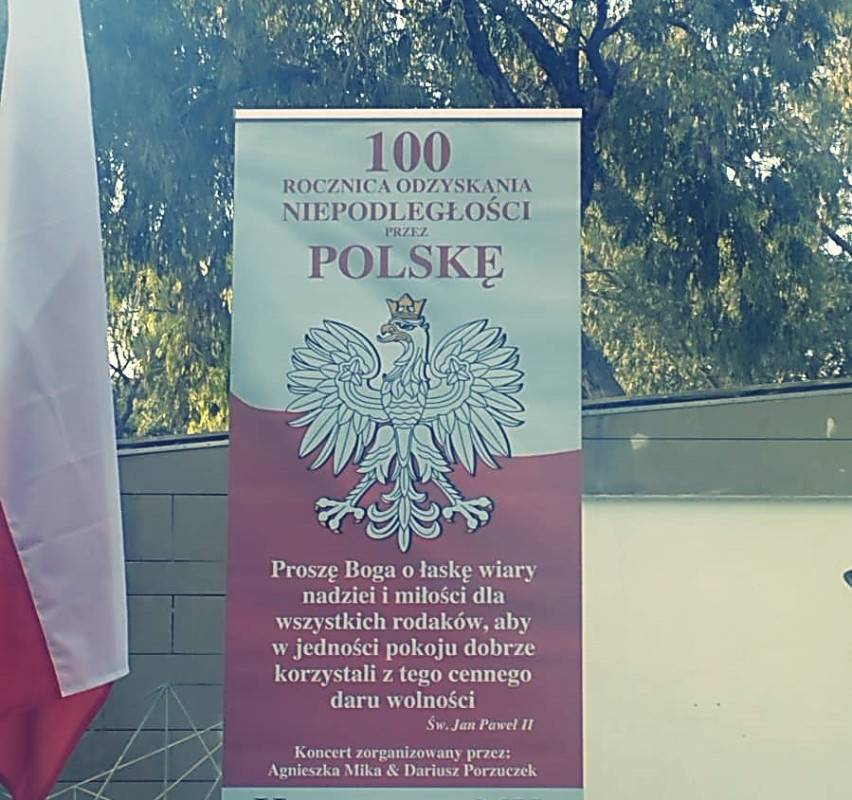 100
ROCZNICA ODZYSKANIA
NIEPODLEGŁOŚCI
PRZEZ
POLSKĘ
Proszę Boga o łaskę wiary
nadziei i miłości dla
wszystkich rodaków, aby
w jedności pokoju dobrze
korzystali z tego cennego
daru wolności
Św. Jan Paweł II
Koncert zorganizowany przez:
Agnieszka Mika & Dariusz Porzuczek